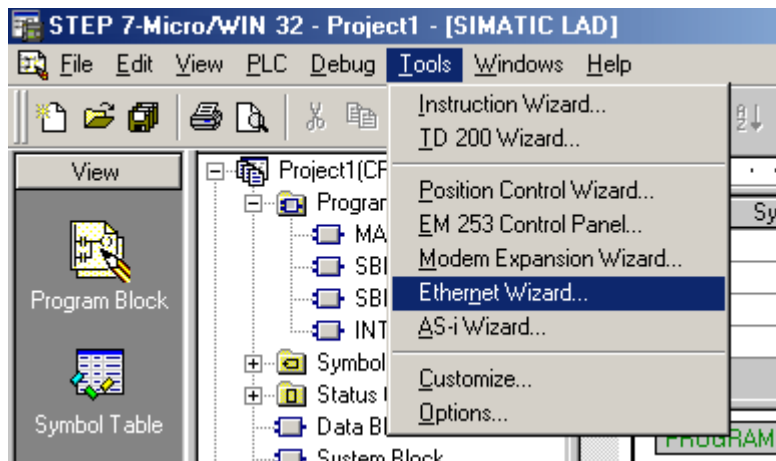 STEP 7-Micro/WIN 32 - Project1 - [SIMATIC LAD]
File Edit View PLC Debug Tools Windows Help
Instruction Wizard...
TD 200 Wizard...
Position Control Wizard...
EM 253 Control Panel...
Modem Expansion Wizard...
Ethernet Wizard...
AS-i Wizard...
Customize...
Options...
View
Program Block
Symbol Table
Project1(CP
Program
MA
SBI
SBI
INT
Symbol
Status
Data Bl
System Block
Sy
PROGRAM